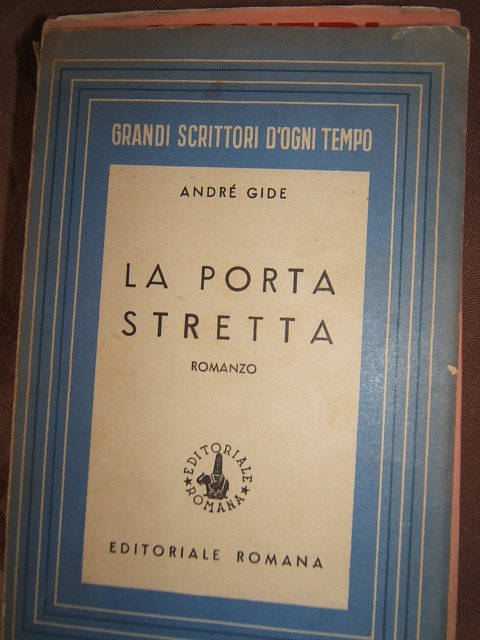 GRANDI SCRITTORI D'OGNI TEMPO
ANDRÉ GIDE
LA PORTA
STRETTA
ROMANZO
EDITORIALE
ROMANA
EDITORIALE ROMANA